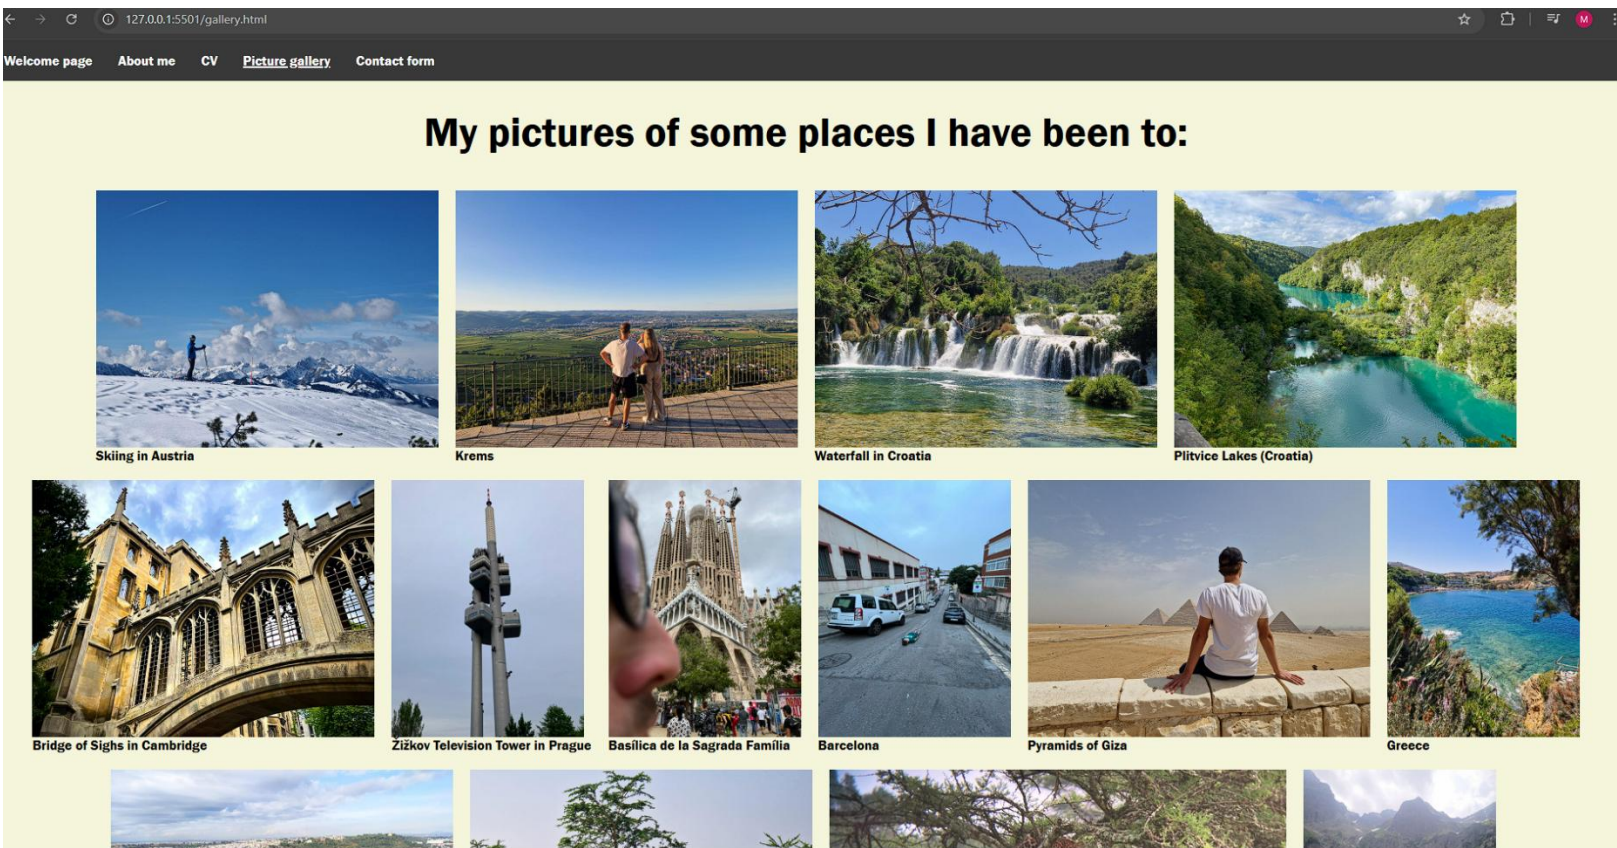 127.0.0.1:5501/gallery.html
M
Welcome page About me CV Picture gallery Contact form
My pictures of some places I have been to:
Skiing in Austria Krems Waterfall in Croatia Plitvice Lakes (Croatia)
Bridge of Sighs in Cambridge Žižkov Television Tower in Prague Basílica de la Sagrada Família Barcelona Pyramids of Giza Greece